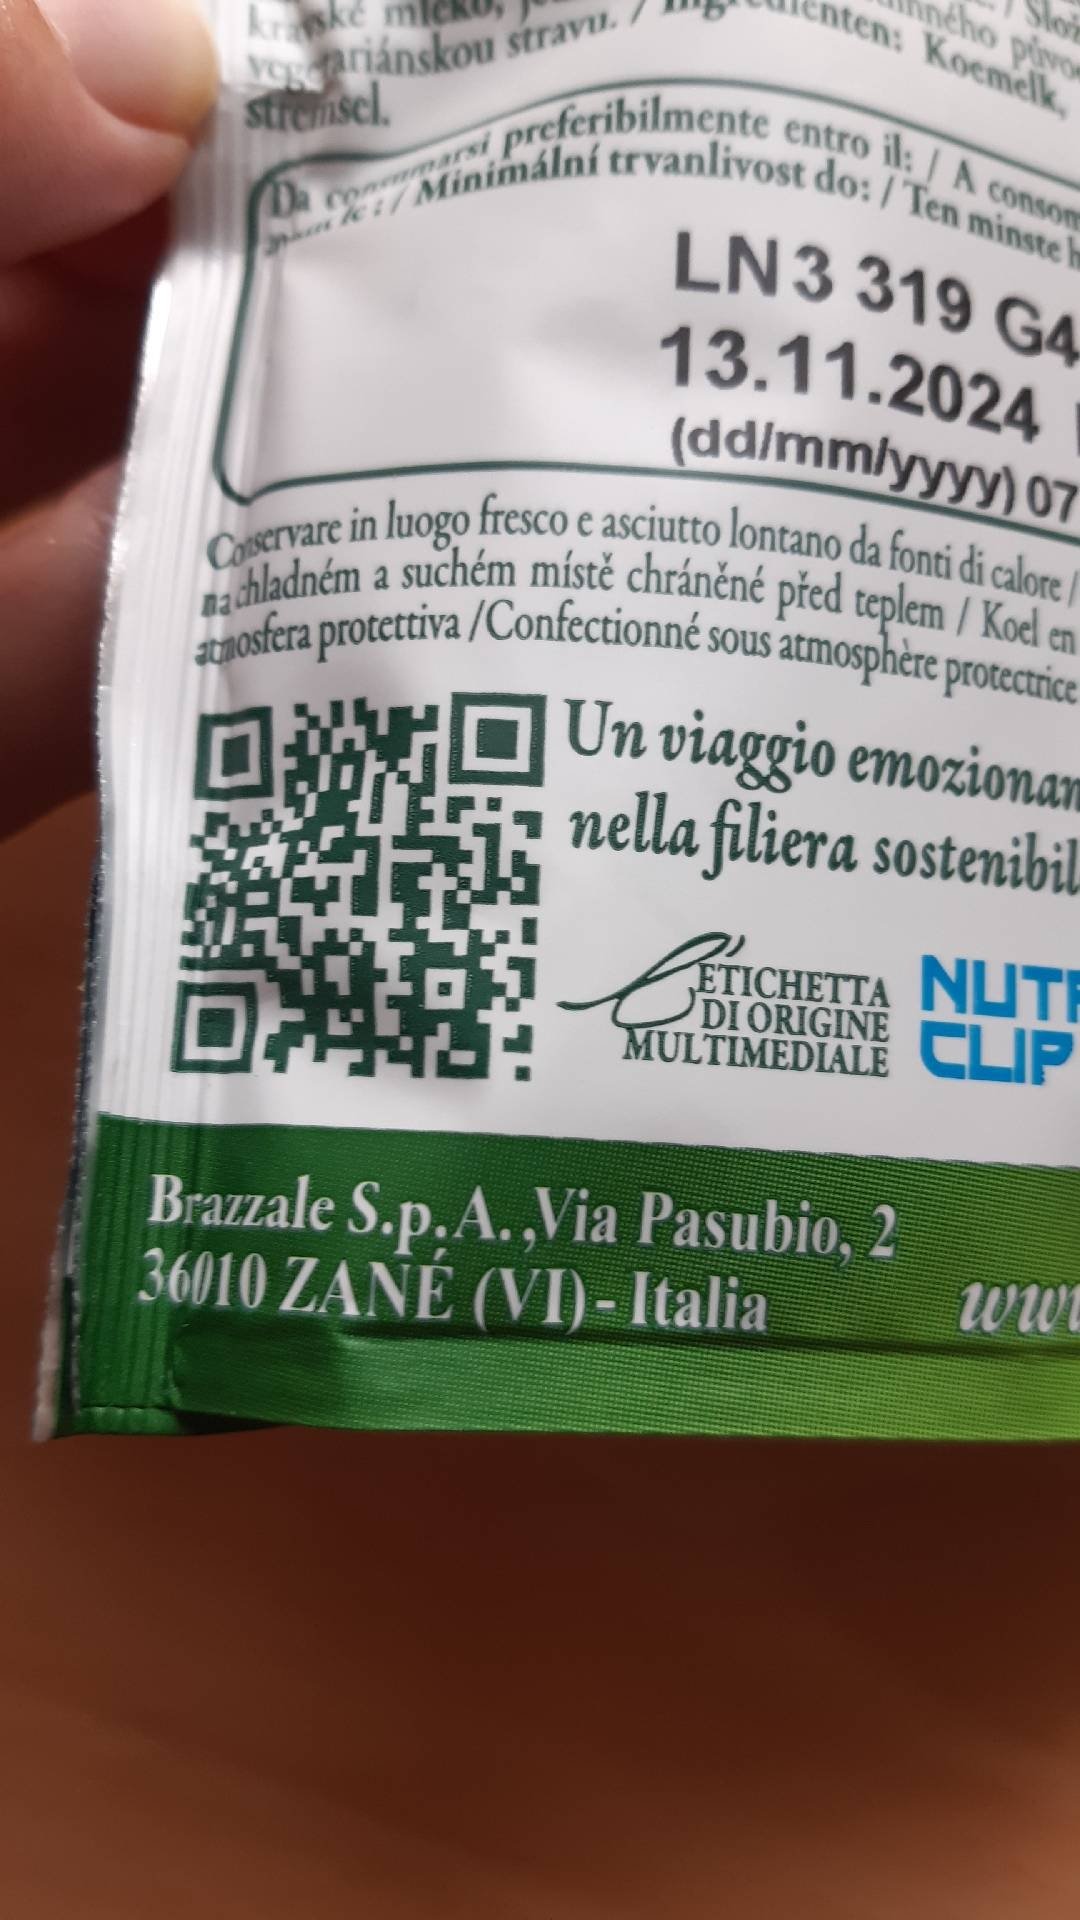 mléko,
vegetariánskou stravu. / Ingrediënten: Koemelk,
stremsel.
Da consumarsi preferibilmente entro il: / A consom
/ Minimální trvanlivost do: / Ten minste h
LN3 319 G4
13.11.2024
(dd/mm/yyyy) 07
Conservare in luogo fresco e asciutto lontano da fonti di calore /
na chladném a suchém místě chráněné před teplem / Koel en
atmosfera protettiva /Confectionné sous atmosphère protectrice
Un viaggio emozionan
nella filiera sostenibil
ETICHETTA
DI ORIGINE
MULTIMEDIALE
NUTR
CLIP
Brazzale S.p.A.,Via Pasubio, 2
36010 ZANÉ (VI) - Italia
www